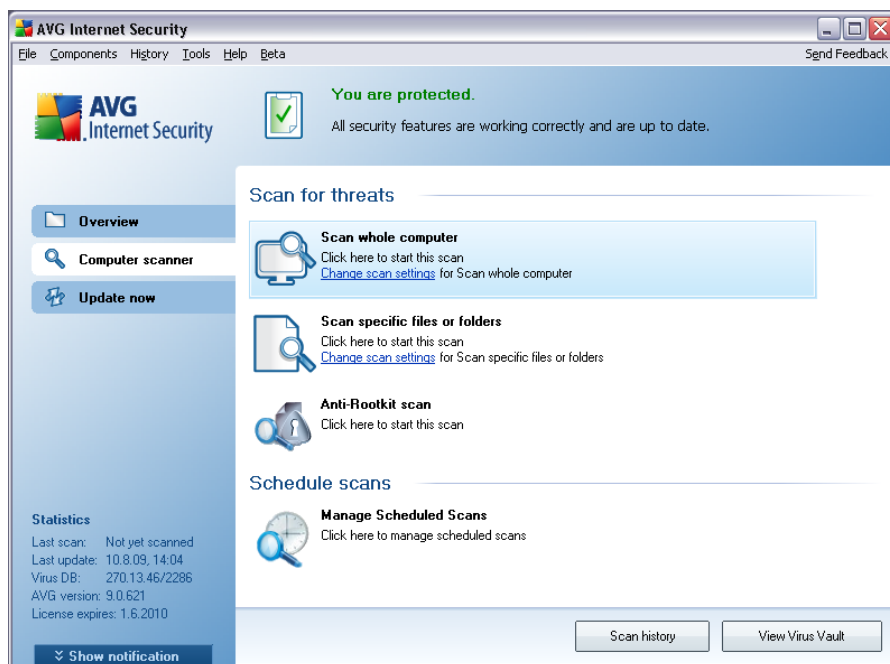 AVG Internet Security
File Components History Tools Help Beta Send Feedback
AVG
Internet Security
You are protected.
All security features are working correctly and are up to date.
Overview
Computer scanner
Update now
Scan for threats
Scan whole computer
Click here to start this scan
Change scan settings for Scan whole computer
Scan specific files or folders
Click here to start this scan
Change scan settings for Scan specific files or folders
Anti-Rootkit scan
Click here to start this scan
Schedule scans
Manage Scheduled Scans
Click here to manage scheduled scans
Statistics
Last scan: Not yet scanned
Last update: 10.8.09, 14:04
Virus DB: 270.13.46/2286
AVG version: 9.0.621
License expires: 1.6.2010
Show notification
Scan history
View Virus Vault